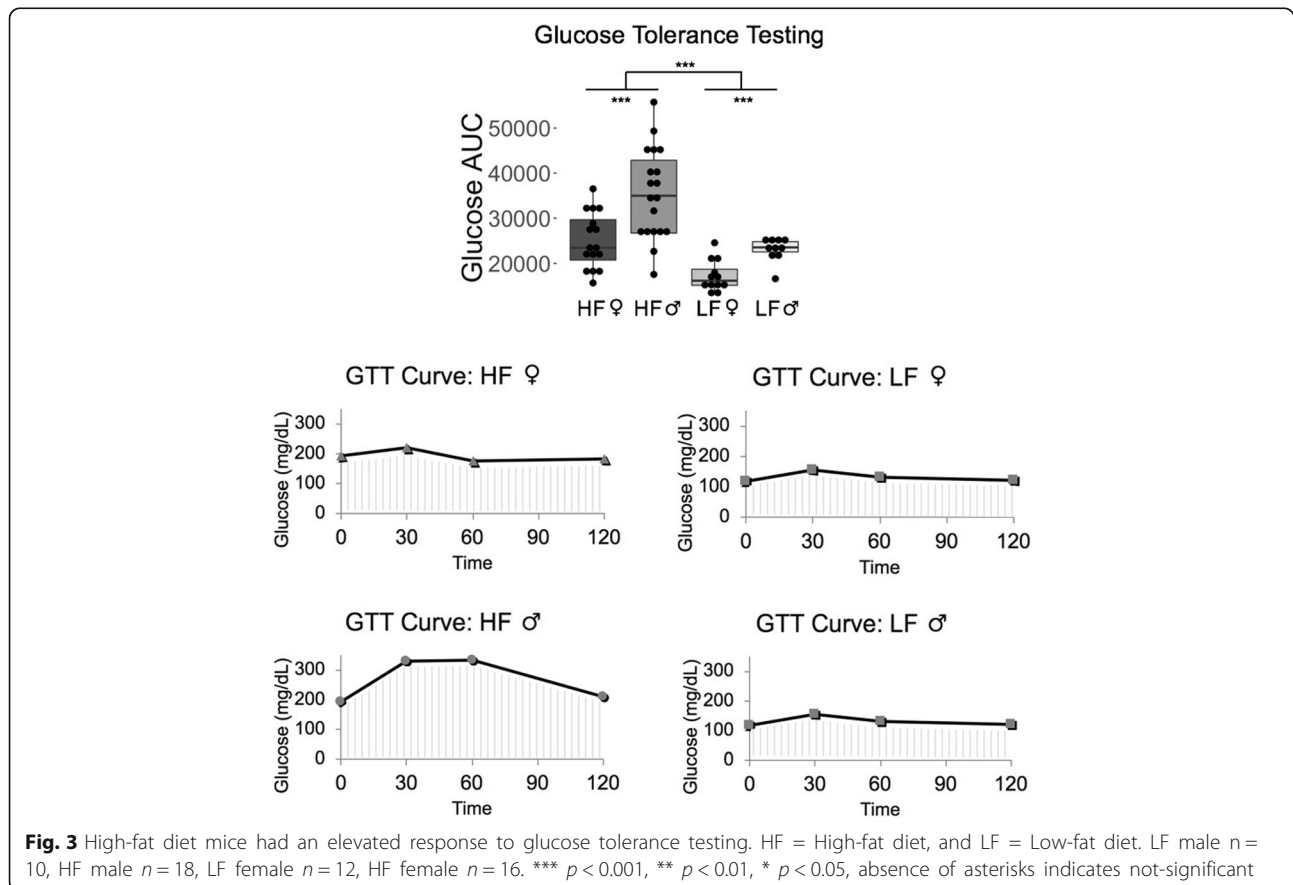 Glucose Tolerance Testing
***
*** ***
Glucose AUC
50000
40000
30000
20000
HF ♀ HF ♂ LF ♀ LF ♂
GTT Curve: HF ♀
Glucose (mg/dL)
300
200
100
0
0 30 60 90 120
Time
GTT Curve: LF ♀
Glucose (mg/dL)
300
200
100
0
0 30 60 90 120
Time
GTT Curve: HF ♂
Glucose (mg/dL)
300
200
100
0
0 30 60 90 120
Time
GTT Curve: LF ♂
Glucose (mg/dL)
300
200
100
0
0 30 60 90 120
Time
Fig. 3 High-fat diet mice had an elevated response to glucose tolerance testing. HF = High-fat diet, and LF = Low-fat diet. LF male n =
10, HF male n = 18, LF female n = 12, HF female n = 16. *** p < 0.001, ** p < 0.01, * p < 0.05, absence of asterisks indicates not-significant